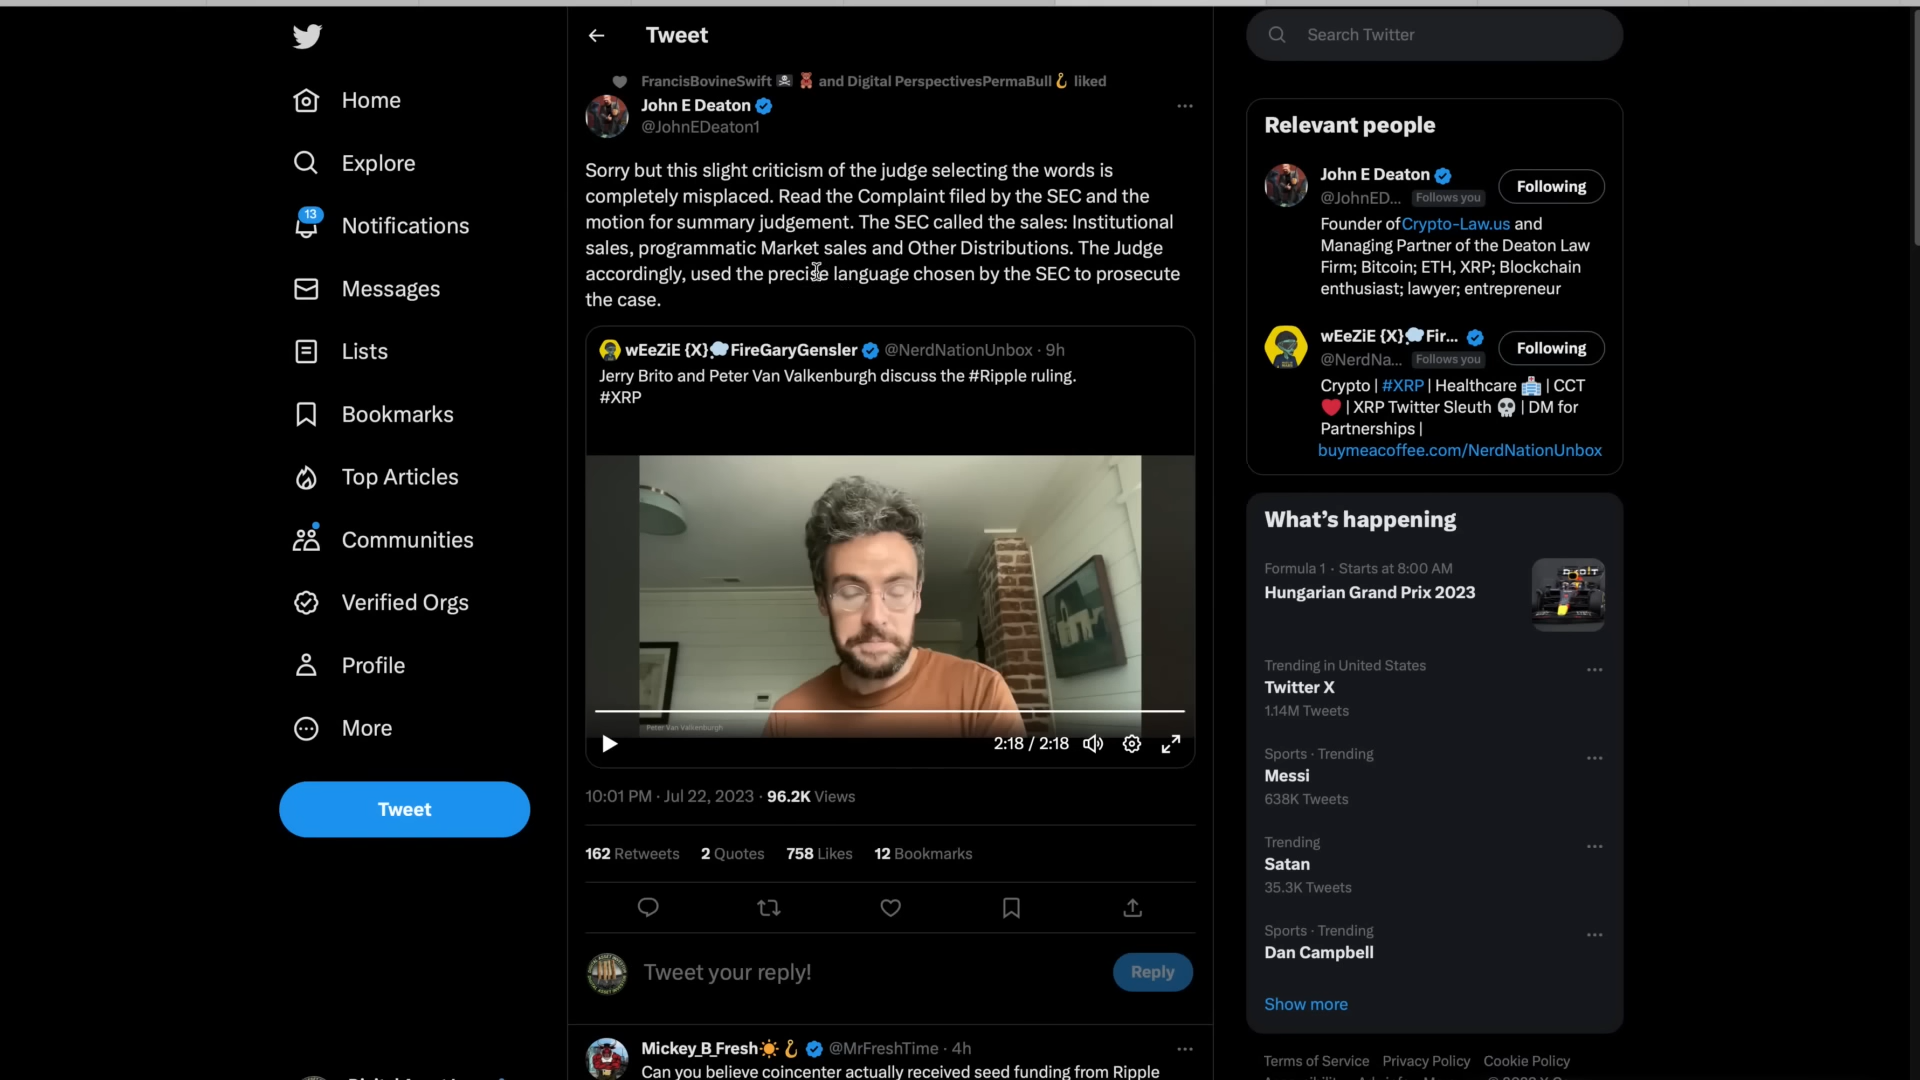 Home
Explore
13
Notifications
Messages
Lists
Bookmarks
Top Articles
Communities
Verified Orgs
Profile
More
Tweet
Tweet
FrancisBovineSwift and Digital PerspectivesPermaBull liked
John E Deaton
@JohnEDeaton1
Sorry but this slight criticism of the judge selecting the words is
completely misplaced. Read the Complaint filed by the SEC and the
motion for summary judgement. The SEC called the sales: Institutional
sales, programmatic Market sales and Other Distributions. The Judge
accordingly, used the precise language chosen by the SEC to prosecute
the case.
wEeZiE {X} FireGaryGensler @NerdNationUnbox · 9h
Jerry Brito and Peter Van Valkenburgh discuss the #Ripple ruling.
#XRP
Peter Van Valkenburgh
2:18 / 2:18
10:01 PM · Jul 22, 2023 · 96.2K Views
162 Retweets 2 Quotes 758 Likes 12 Bookmarks
Tweet your reply!
Reply
Mickey_B_Fresh @MrFreshTime · 4h
Can you believe coincenter actually received seed funding from Ripple
Search Twitter
Relevant people
John E Deaton
@JohnED... Follows you
Following
Founder of Crypto-Law.us and
Managing Partner of the Deaton Law
Firm; Bitcoin; ETH, XRP; Blockchain
enthusiast; lawyer; entrepreneur
wEeZiE {X} Fir...
@NerdNa... Follows you
Following
Crypto | #XRP | Healthcare | CCT
| XRP Twitter Sleuth | DM for
Partnerships |
buymeacoffee.com/NerdNationUnbox
What's happening
Formula 1 · Starts at 8:00 AM
Hungarian Grand Prix 2023
Trending in United States
Twitter X
1.14M Tweets
Sports · Trending
Messi
638K Tweets
Trending
Satan
35.3K Tweets
Sports · Trending
Dan Campbell
Show more
Terms of Service Privacy Policy Cookie Policy